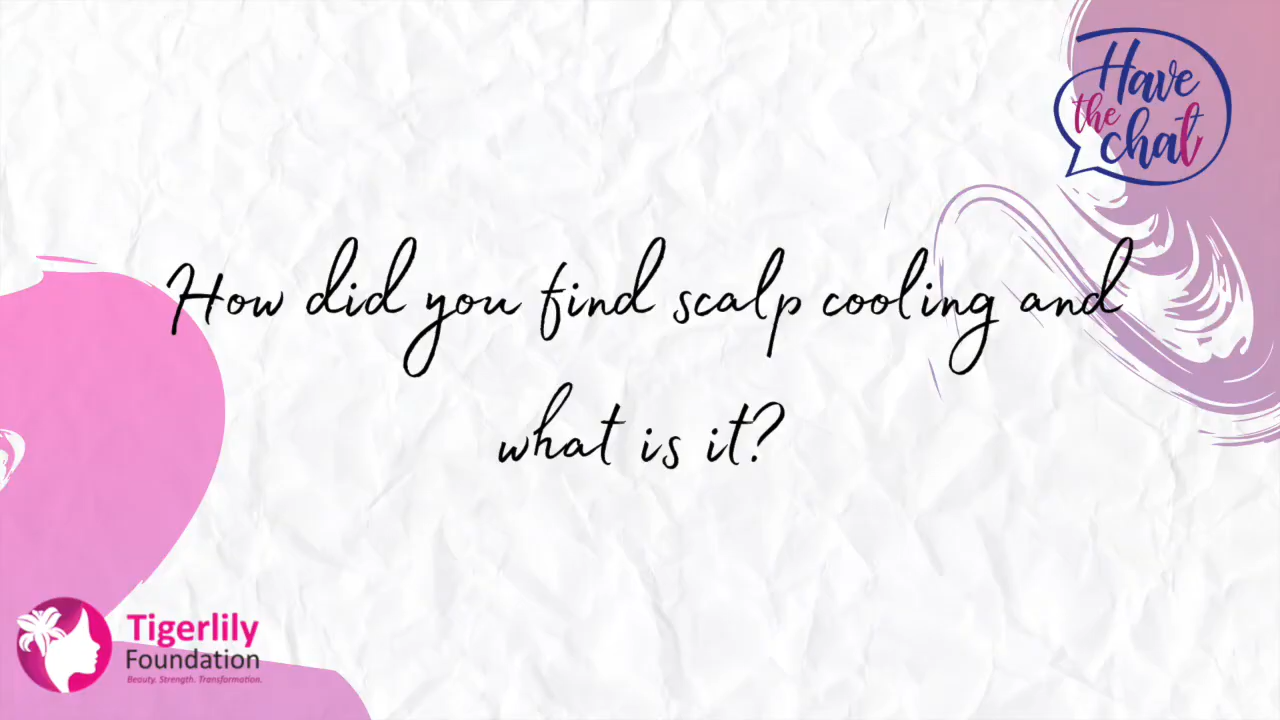 Have
the
chat
How did you find scalp cooling and
what is it?
Tigerlily
Foundation
Beauty. Strength. Transformation.